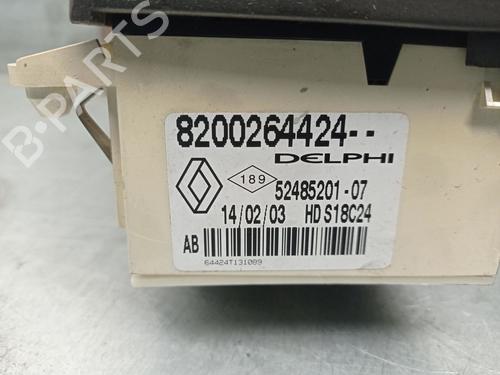 8200264424--
DELPHI
189
52485201-07
14/02/03 HD S18C24
AB
64424T131089
B-PARTS